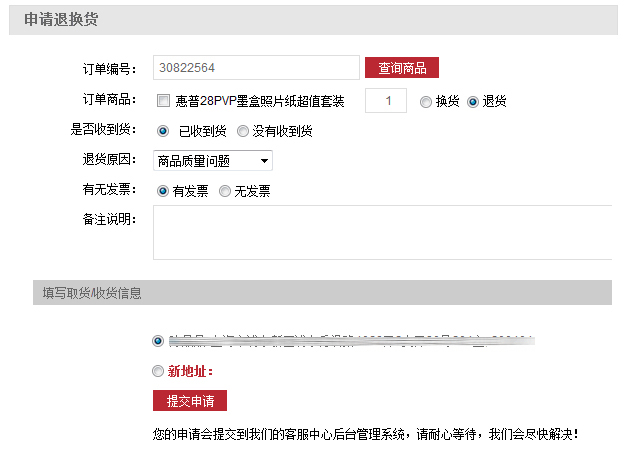 申请退换货
订单编号： 30822564 查询商品
订单商品： 惠普28PVP墨盒照片纸超值套装 1 换货 退货
是否收到货： 已收到货 没有收到货
退货原因： 商品质量问题
有无发票： 有发票 无发票
备注说明：
填写取货/收货信息
新地址：
提交申请
您的申请会提交到我们的客服中心后台管理系统，请耐心等待，我们会尽快解决！